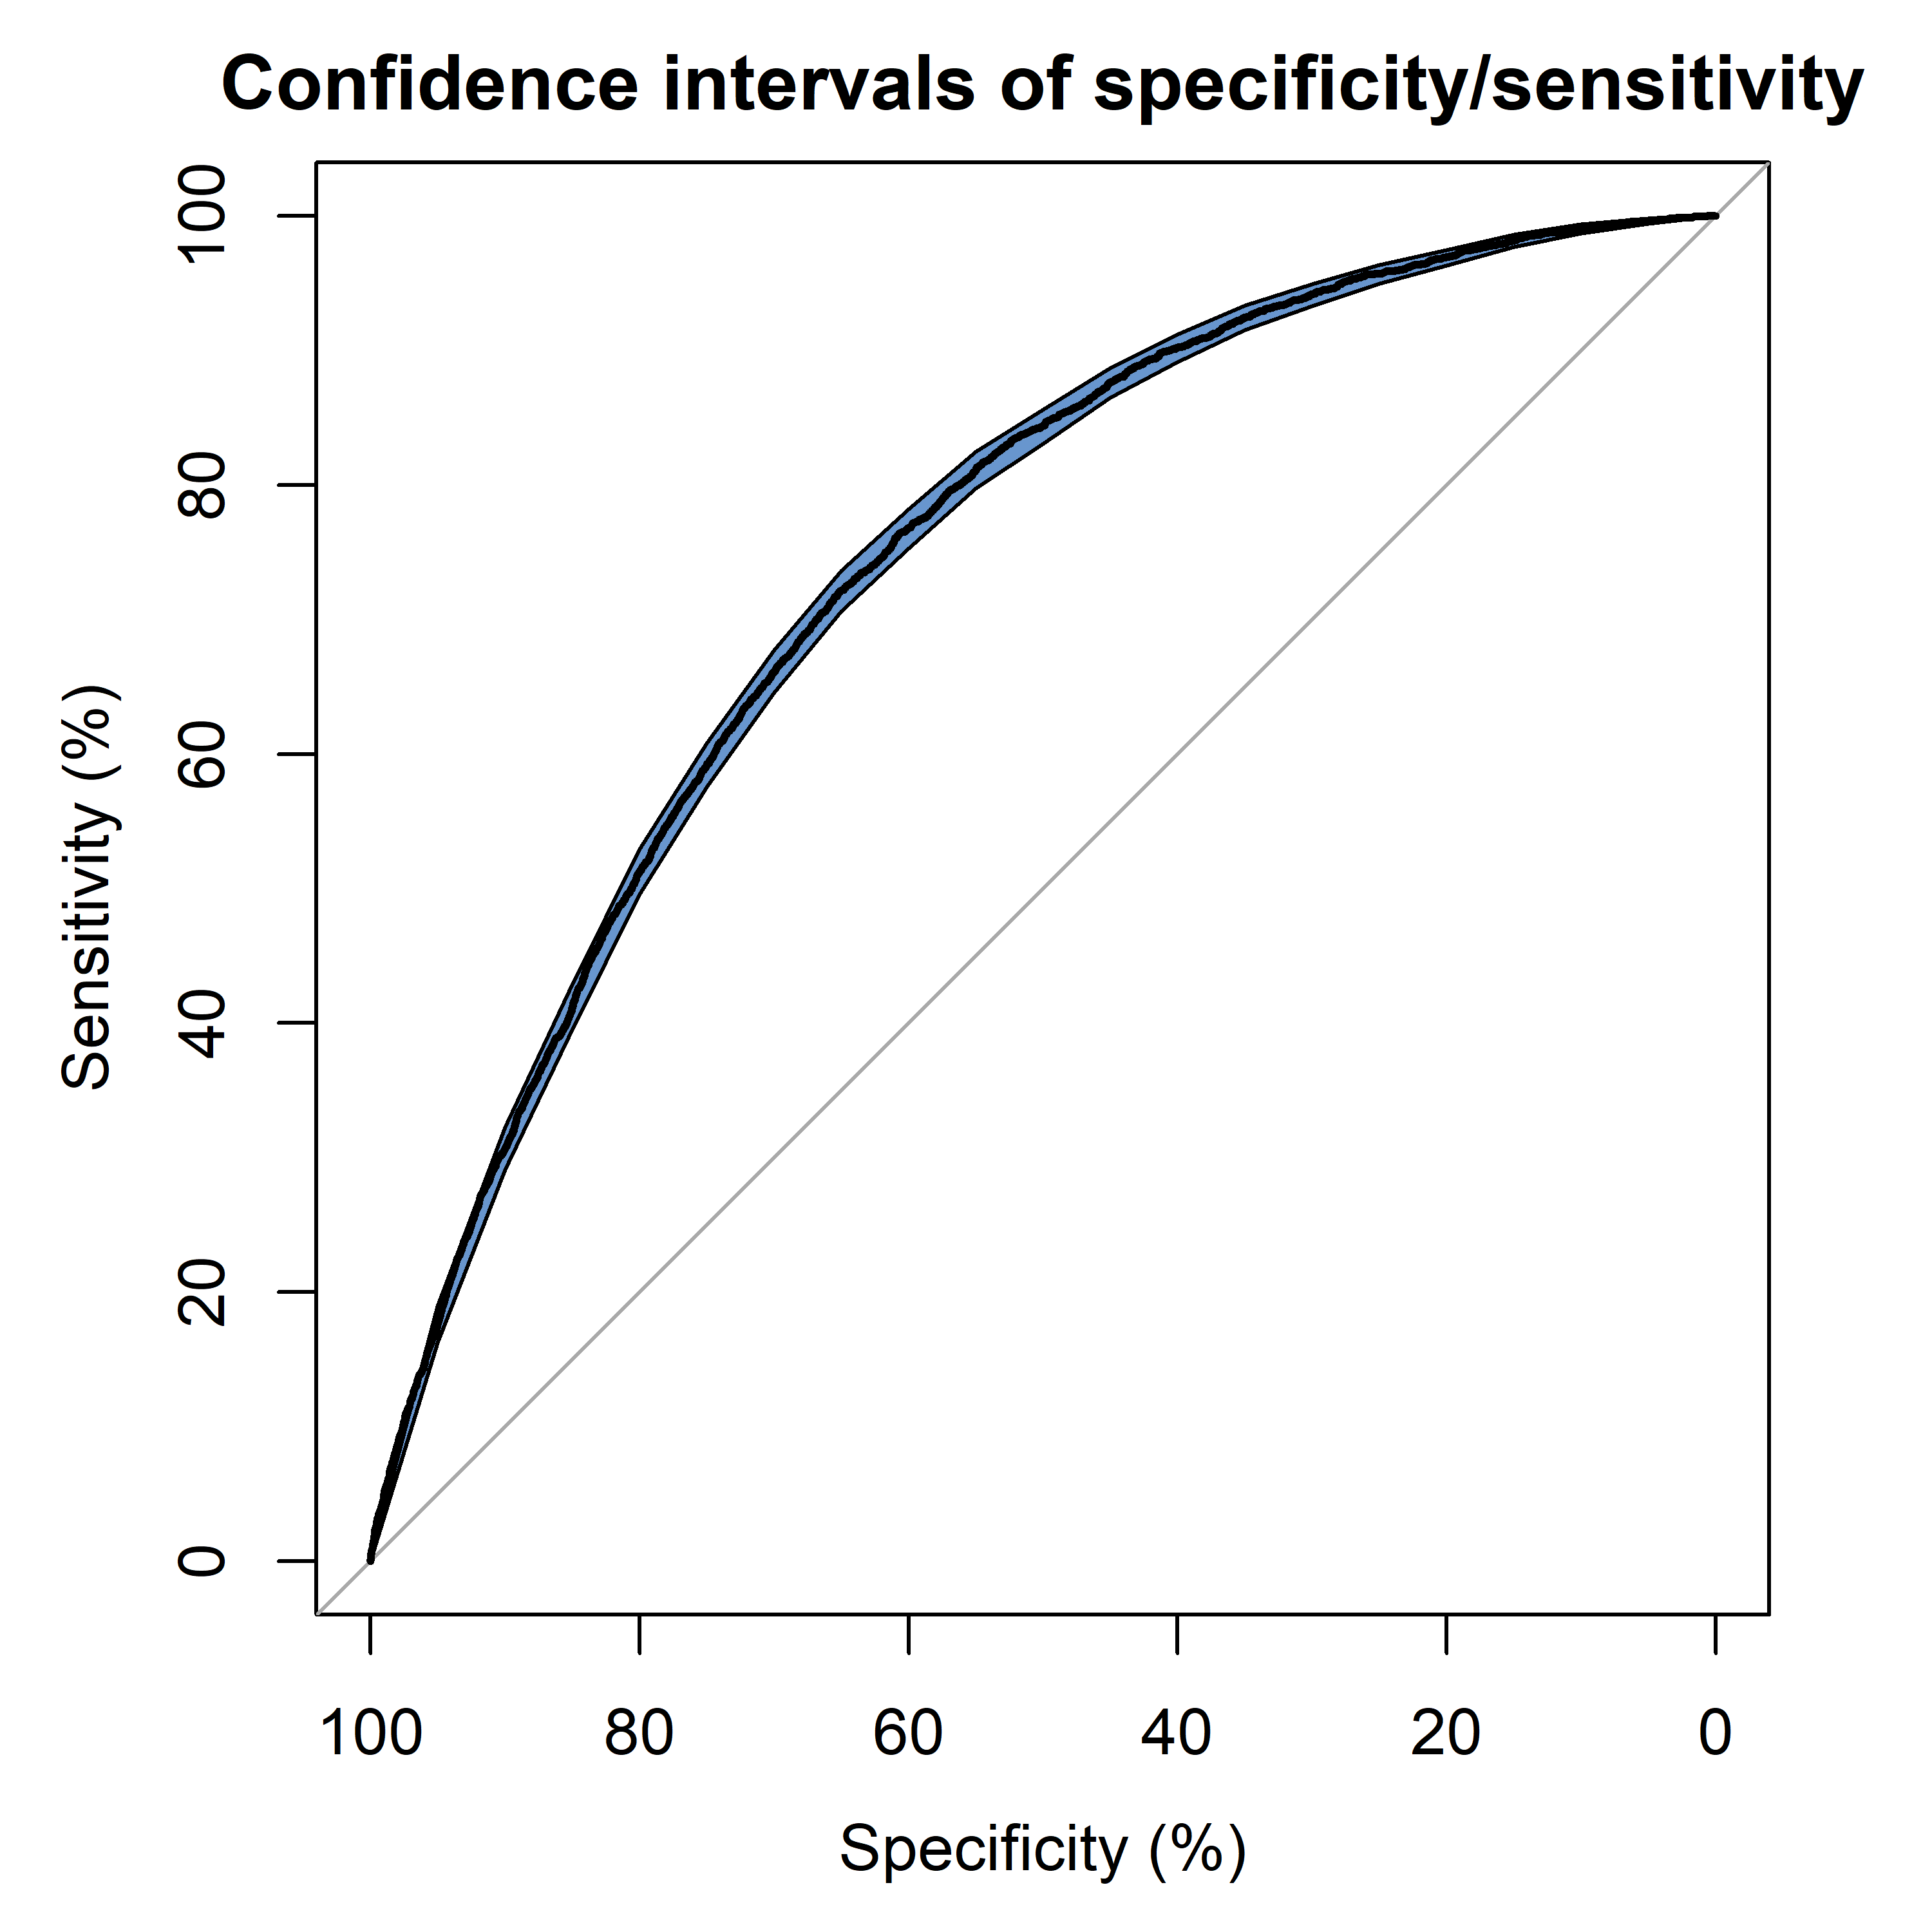 Confidence intervals of specificity/sensitivity
100
80
60
40
20
0
Sensitivity (%)
100 80 60 40 20 0
Specificity (%)